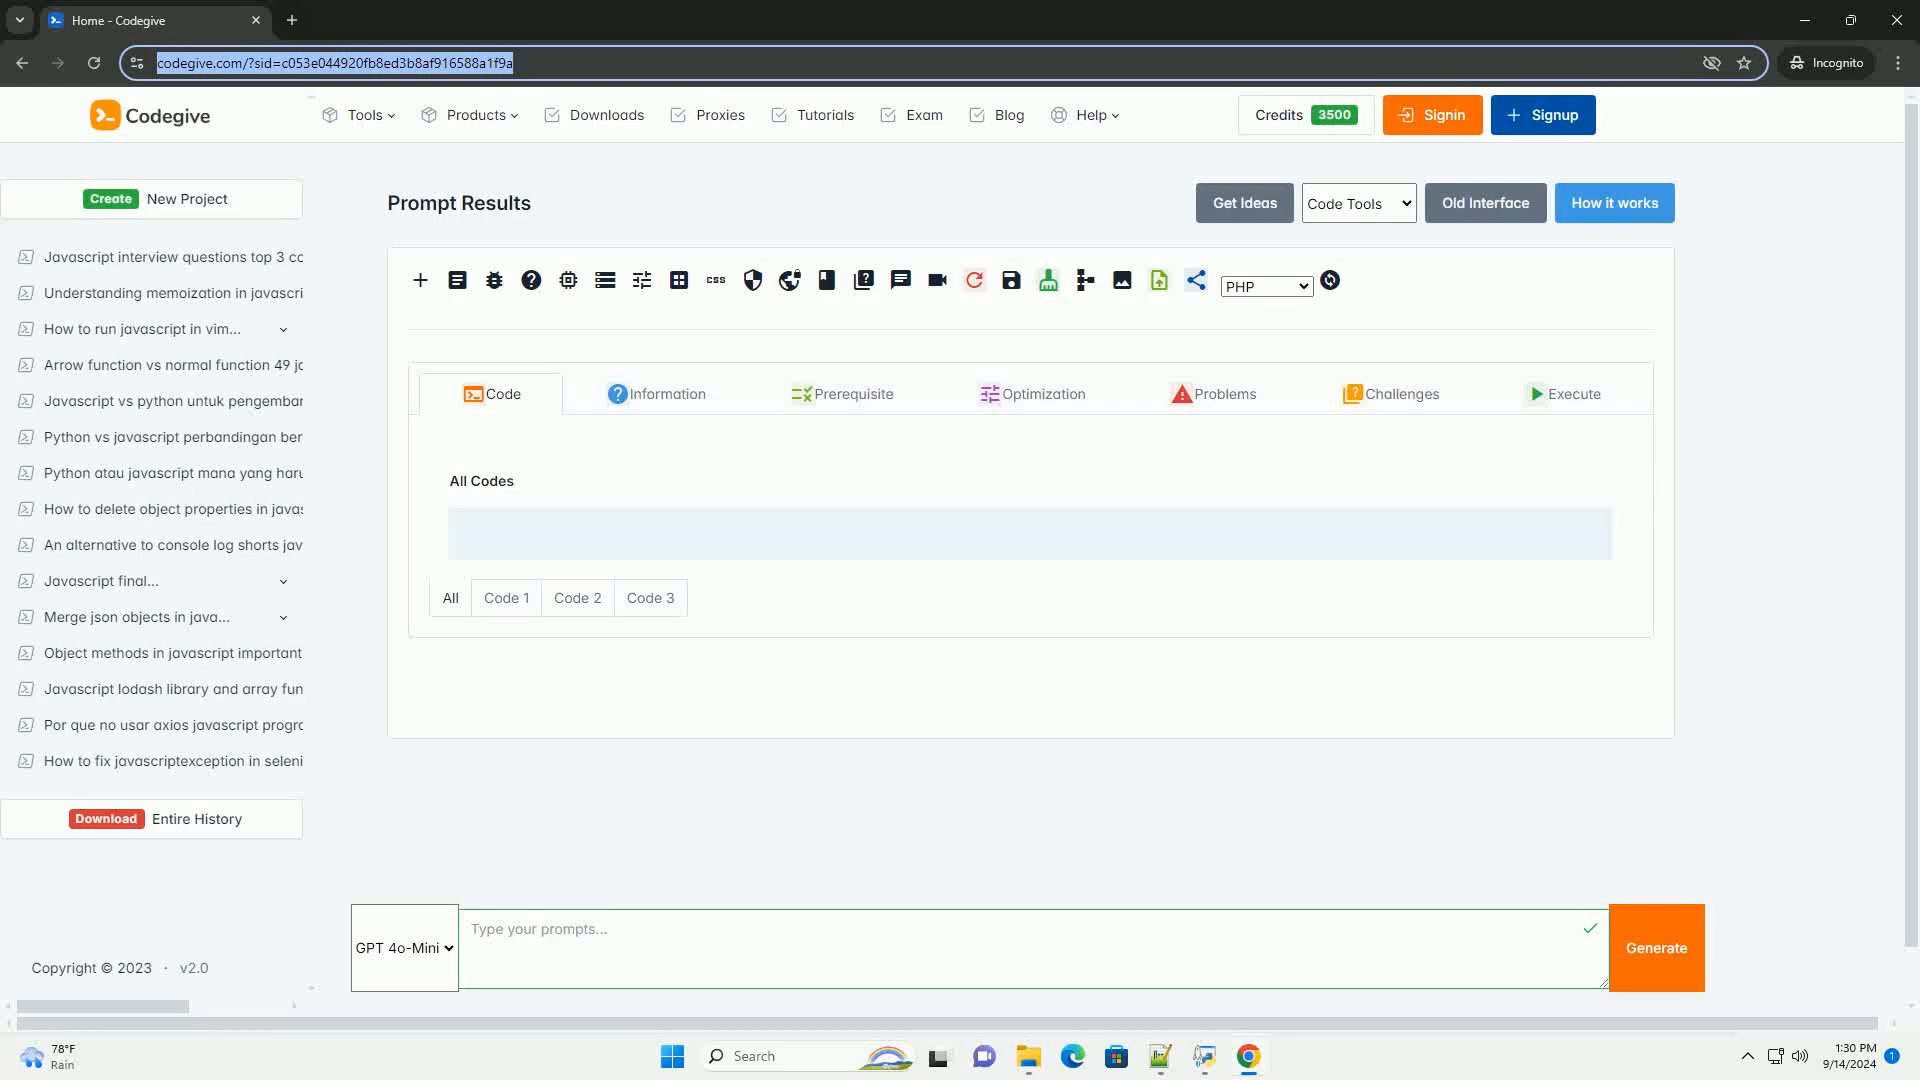 Home - Codegive
codegive.com/?sid=c053e044920fb8ed3b8af916588a1f9a
Incognito
Codegive
Tools
Products
Downloads
Proxies
Tutorials
Exam
Blog
Help
Credits 3500
Signin
Signup
Create New Project
Prompt Results
Get Ideas
Code Tools
Old Interface
How it works
Javascript interview questions top 3 co
Understanding memoization in javascri
How to run javascript in vim...
Arrow function vs normal function 49 jo
Javascript vs python untuk pengembar
Python vs javascript perbandingan ber
Python atau javascript mana yang haru
How to delete object properties in javas
An alternative to console log shorts jav
Javascript final...
Merge json objects in java...
Object methods in javascript important
Javascript lodash library and array fun
Por que no usar axios javascript progra
How to fix javascriptexception in seleni
Download Entire History
Copyright © 2023 · v2.0
css
PHP
Code
Information
Prerequisite
Optimization
Problems
Challenges
Execute
All Codes
All
Code 1
Code 2
Code 3
GPT 4o-Mini
Type your prompts...
Generate
78°F
Rain
Search
1:30 PM
9/14/2024
1